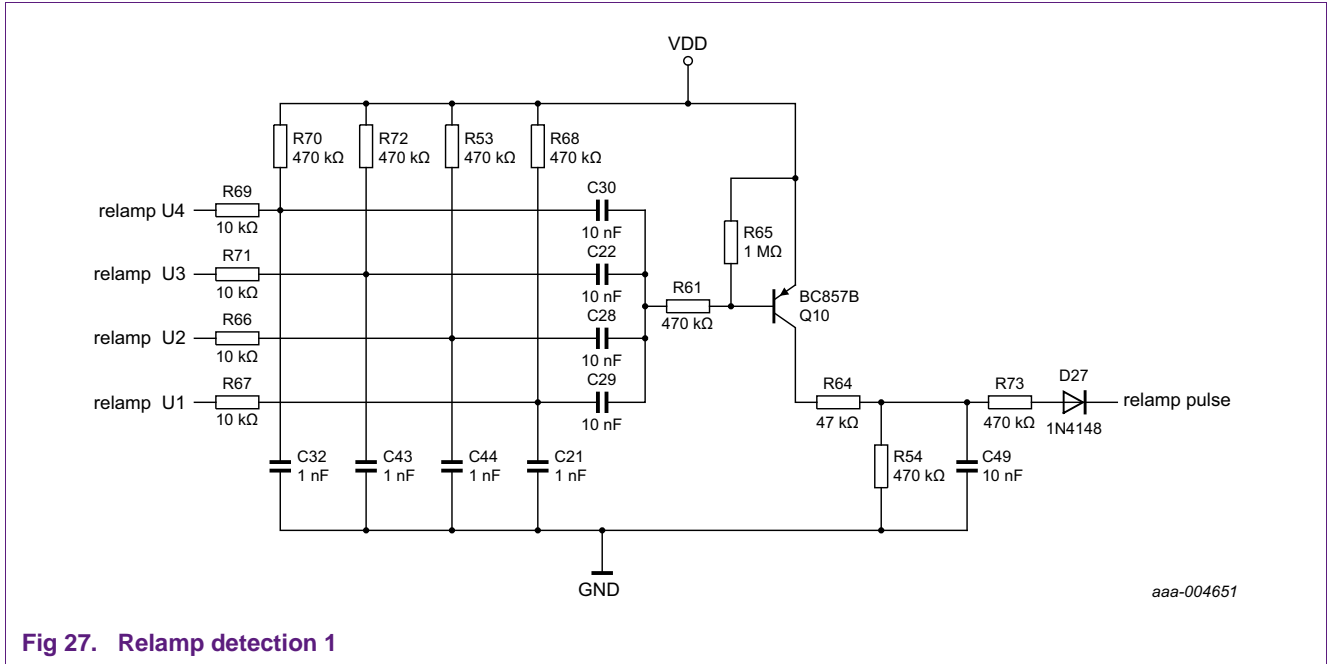 VDD
R70
470 kΩ
R72
470 kΩ
R53
470 kΩ
R68
470 kΩ
relamp U4
R69
10 kΩ
C30
10 nF
relamp U3
R71
10 kΩ
C22
10 nF
relamp U2
R66
10 kΩ
C28
10 nF
relamp U1
R67
10 kΩ
C29
10 nF
R65
1 MΩ
R61
470 kΩ
BC857B
Q10
R64
47 kΩ
R73
470 kΩ
D27
1N4148
relamp pulse
C32
1 nF
C43
1 nF
C44
1 nF
C21
1 nF
R54
470 kΩ
C49
10 nF
GND
aaa-004651
Fig 27. Relamp detection 1